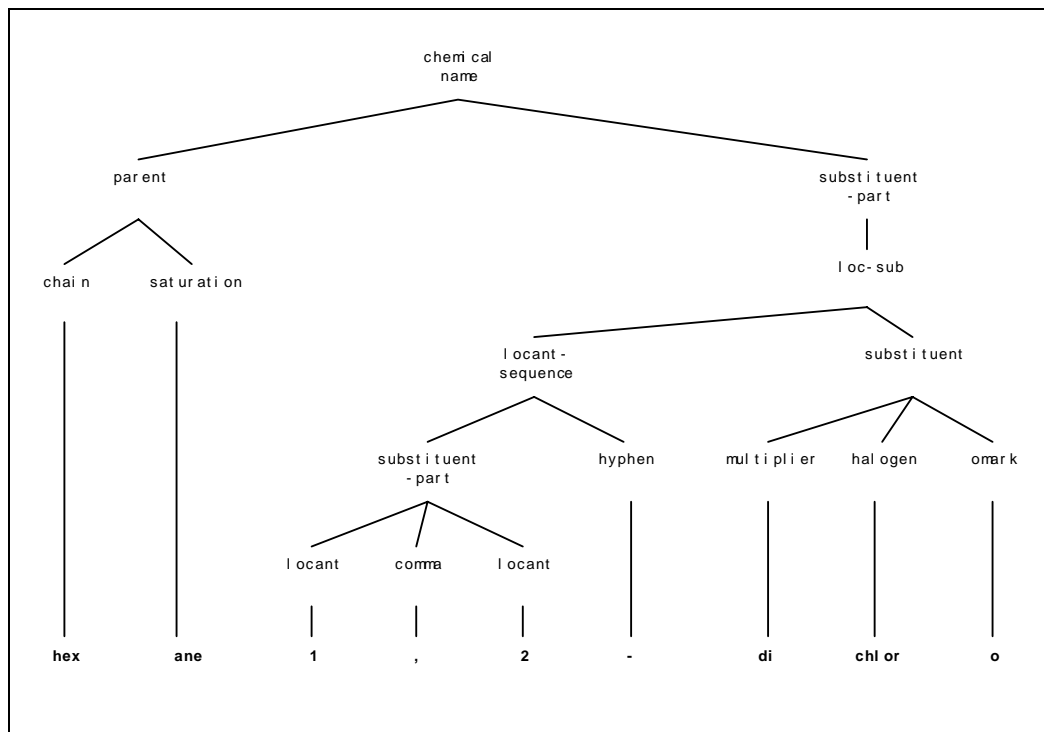 chemical
name
parent
substituent
-part
chain
saturation
loc-sub
locant-
sequence
substituent
substituent
-part
hyphen
multiplier
halogen
omark
locant
comma
locant
hex
ane
1
,
2
-
di
chlor
o